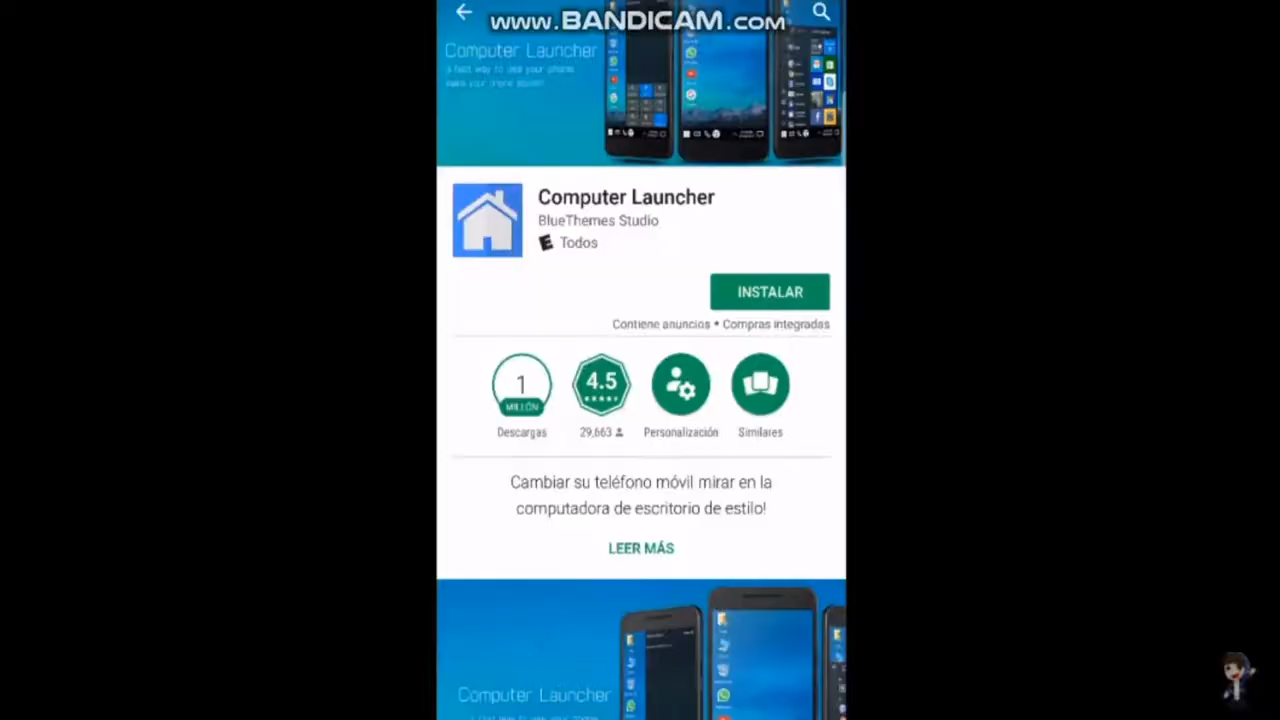 www.BANDICAM.com
Computer Launcher
Computer Launcher
BlueThemes Studio
E Todos
INSTALAR
Contiene anuncios • Compras integradas
1
MILLÓN
4.5
Descargas
29,663
Personalización
Similares
Cambiar su teléfono móvil mirar en la
computadora de escritorio de estilo!
LEER MÁS
Computer Launcher